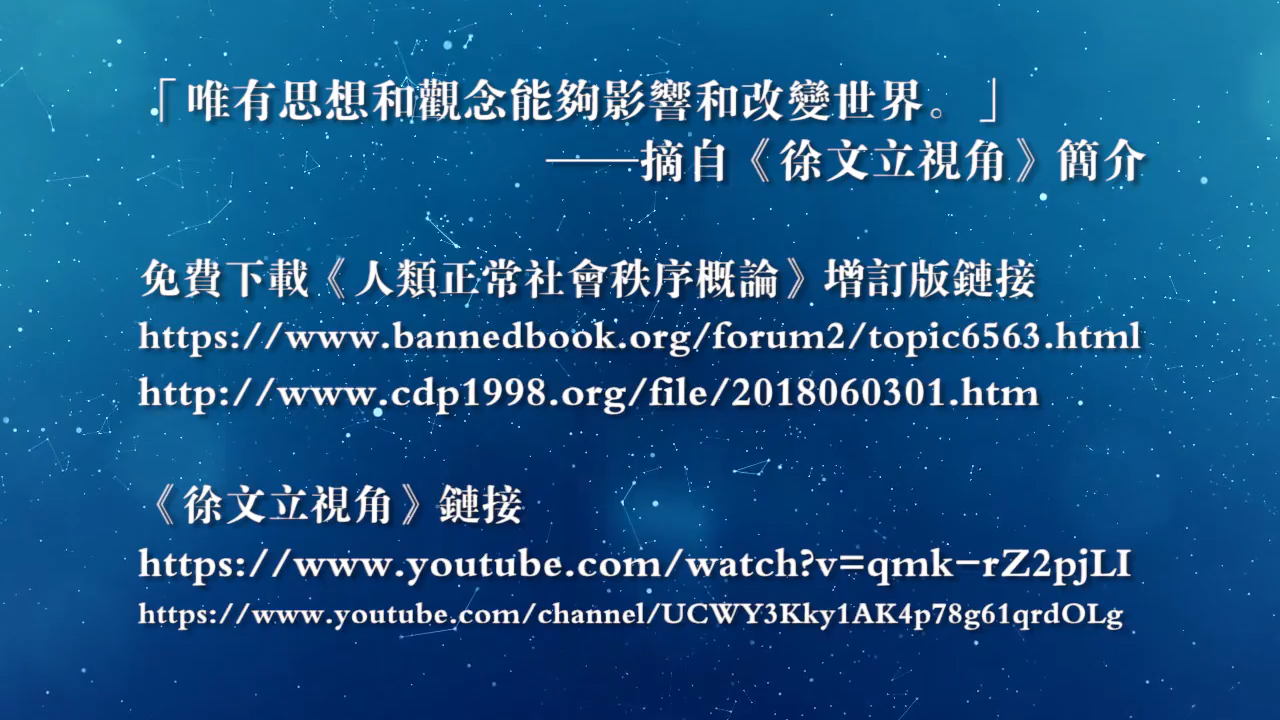 「唯有思想和觀念能夠影響和改變世界。」
——摘自《徐文立視角》簡介
免費下載《人類正常社會秩序概論》增訂版鏈接
https://www.bannedbook.org/forum2/topic6563.html
http://www.cdp1998.org/file/2018060301.htm
《徐文立視角》鏈接
https://www.youtube.com/watch?v=qmk-rZ2pjLI
https://www.youtube.com/channel/UCWY3Kky1AK4p78g61qrdOLg